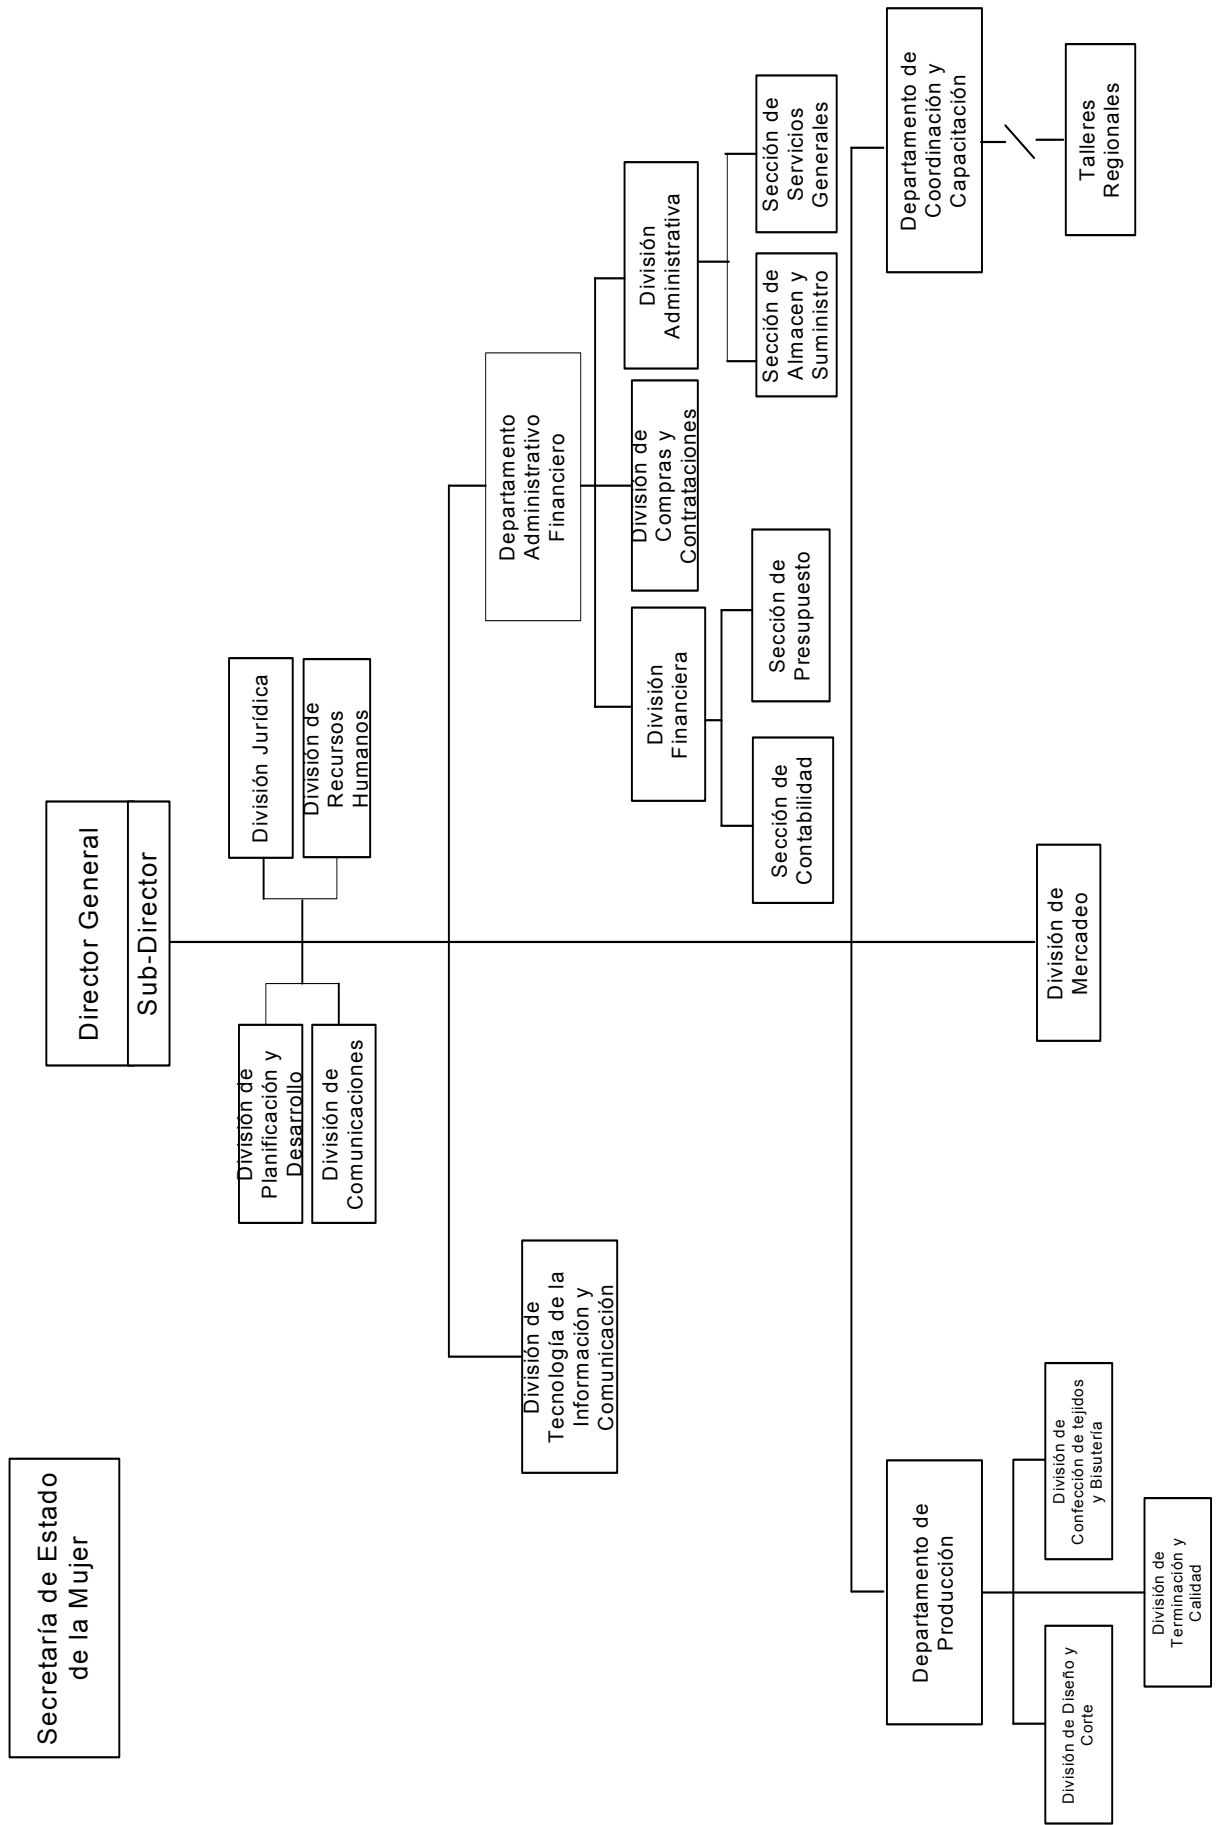 Secretaría de Estado
de la Mujer
Director General
Sub-Director
División de
Planificación y
Desarrollo
División Jurídica
División de
Comunicaciones
División de
Recursos
Humanos
División de
Tecnología de la
Información y
Comunicación
Departamento
Administrativo
Financiero
División
Financiera
División de
Compras y
Contrataciones
División
Administrativa
Sección de
Contabilidad
Sección de
Presupuesto
Sección de
Almacen y
Suministro
Sección de
Servicios
Generales
Departamento de
Producción
Departamento de
Coordinación y
Capacitación
División de Diseño y
Corte
División de
Confección de tejidos
y Bisutería
División de
Mercadeo
Talleres
Regionales
División de
Terminación y
Calidad